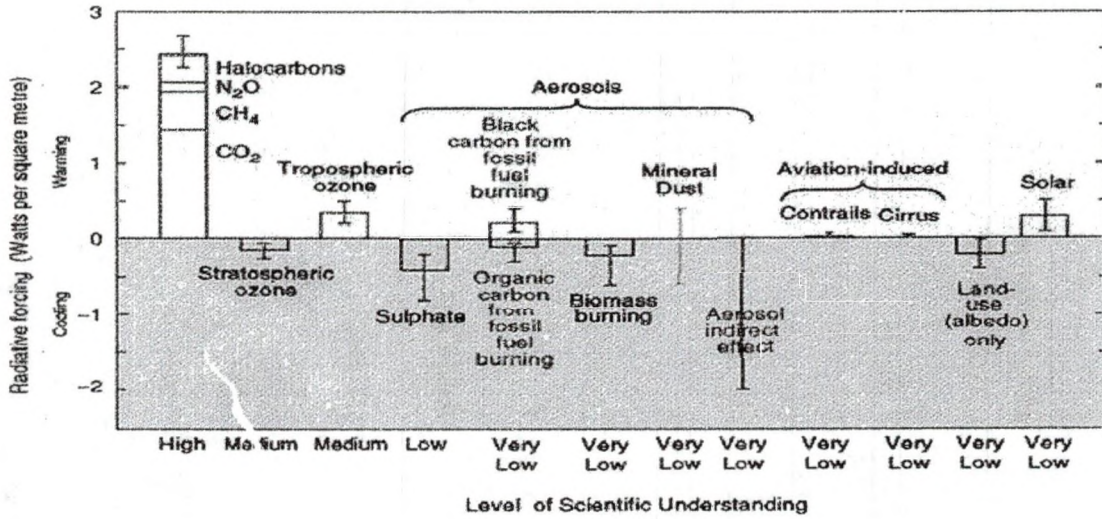 Radiative forcing (Watts per square metre)
Cooling
Warming
2
1
0
−1
−2
Halocarbons
N₂O
CH₄
CO₂
Stratospheric
ozone
Tropospheric
ozone
Aerosols
Sulphate
Black
carbon from
fossil
fuel
burning
Organic
carbon
from
fossil
fuel
burning
Biomass
burning
Mineral
Dust
Aerosol
indirect
effect
Aviation-induced
Contrails Cirrus
Land-
use
(albedo)
only
Solar
High Medium Medium Low Very Low Very Low Very Low Very Low Very Low Very Low Very Low Very Low
Level of Scientific Understanding